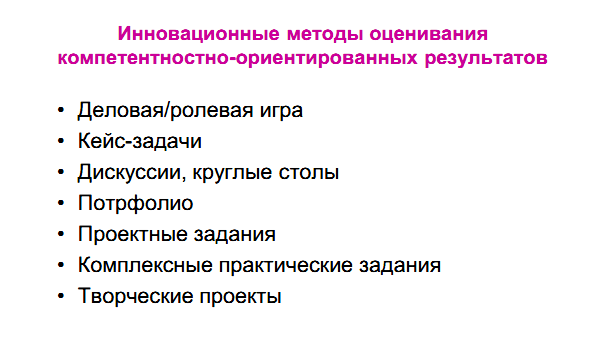 Инновационные методы оценивания
компетентностно-ориентированных результатов
• Деловая/ролевая игра
• Кейс-задачи
• Дискуссии, круглые столы
• Потрфолио
• Проектные задания
• Комплексные практические задания
• Творческие проекты